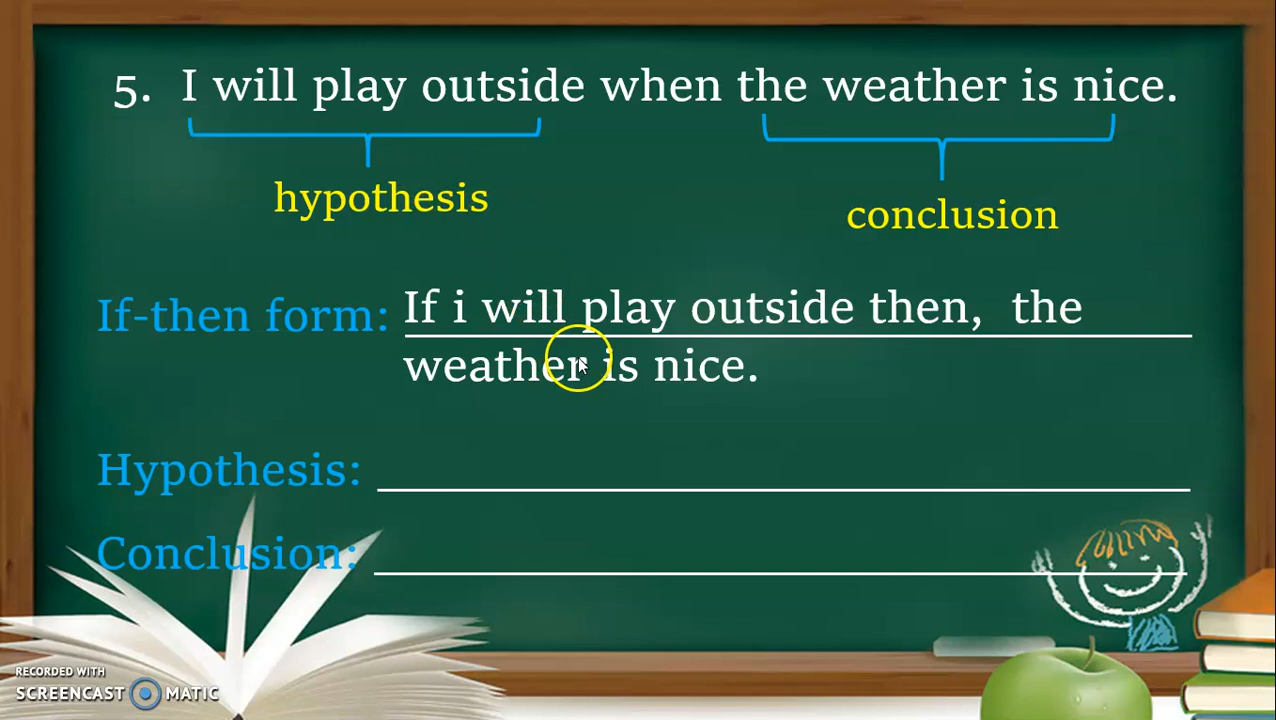 5. I will play outside when the weather is nice.
hypothesis
conclusion
If-then form: If i will play outside then, the
weather is nice.
Hypothesis:
Conclusion:
RECORDED WITH
SCREENCAST MATIC